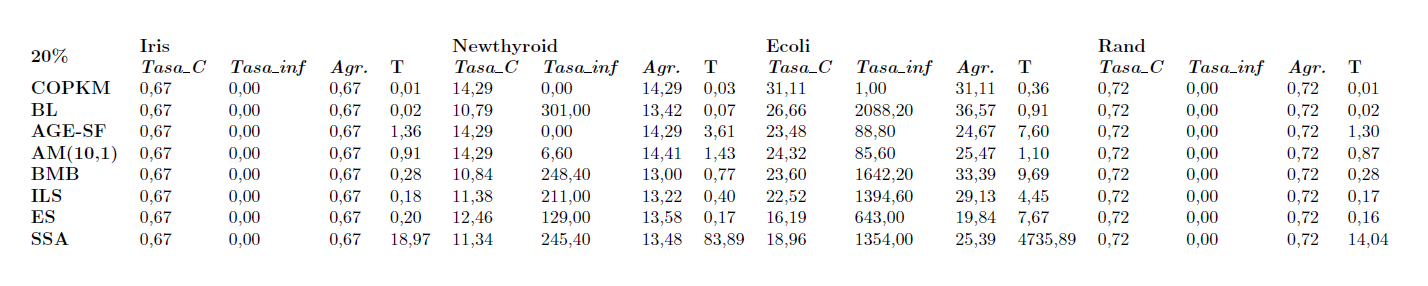 Iris Newthyroid Ecoli Rand
20%
Tasa_C Tasa_inf Agr. T Tasa_C Tasa_inf Agr. T Tasa_C Tasa_inf Agr. T Tasa_C Tasa_inf Agr. T
COPKM 0,67 0,00 0,67 0,01 14,29 0,00 14,29 0,03 31,11 1,00 31,11 0,36 0,72 0,00 0,72 0,01
BL 0,67 0,00 0,67 0,02 10,79 301,00 13,42 0,07 26,66 2088,20 36,57 0,91 0,72 0,00 0,72 0,02
AGE-SF 0,67 0,00 0,67 1,36 14,29 0,00 14,29 3,61 23,48 88,80 24,67 7,60 0,72 0,00 0,72 1,30
AM(10,1) 0,67 0,00 0,67 0,91 14,29 6,60 14,41 1,43 24,32 85,60 25,47 1,10 0,72 0,00 0,72 0,87
BMB 0,67 0,00 0,67 0,28 10,84 248,40 13,00 0,77 23,60 1642,20 33,39 9,69 0,72 0,00 0,72 0,28
ILS 0,67 0,00 0,67 0,18 11,38 211,00 13,22 0,40 22,52 1394,60 29,13 4,45 0,72 0,00 0,72 0,17
ES 0,67 0,00 0,67 0,20 12,46 129,00 13,58 0,17 16,19 643,00 19,84 7,67 0,72 0,00 0,72 0,16
SSA 0,67 0,00 0,67 18,97 11,34 245,40 13,48 83,89 18,96 1354,00 25,39 4735,89 0,72 0,00 0,72 14,04